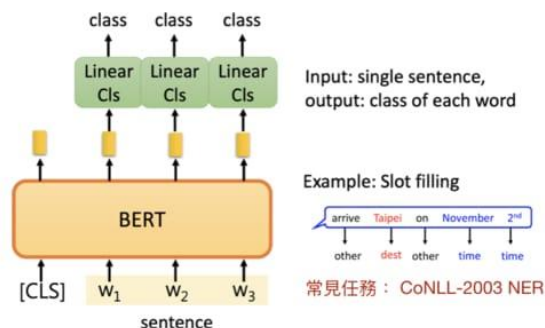 class class class
Linear Cls Linear Cls Linear Cls
BERT
[CLS] w1 w2 w3
sentence
Input: single sentence,
output: class of each word
Example: Slot filling
arrive Taipei on November 2nd
other dest other time time
常見任務： CoNLL-2003 NER